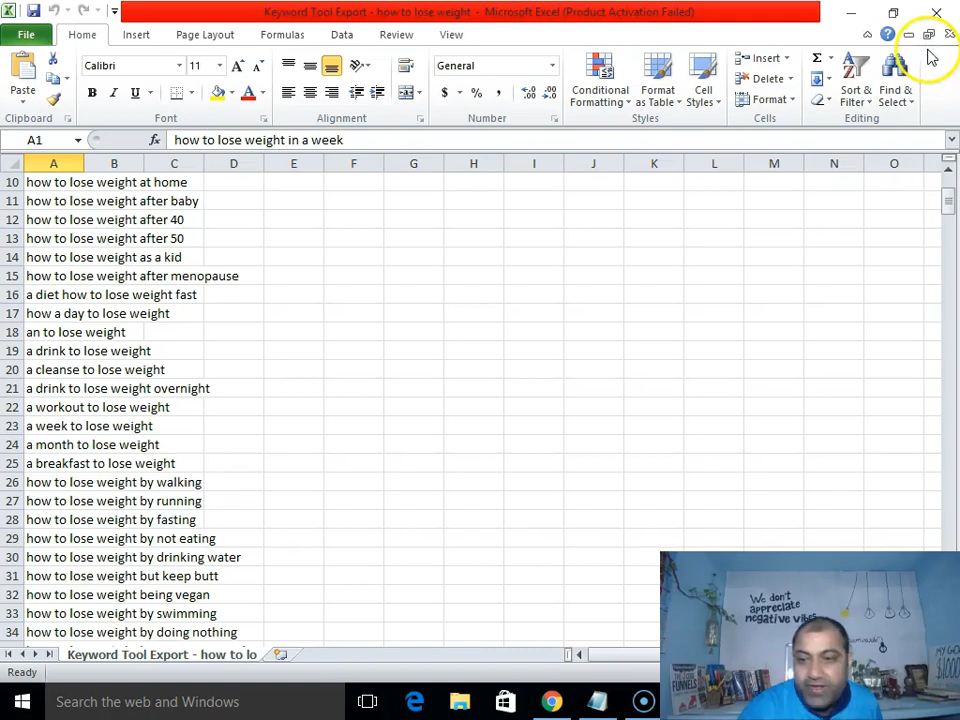 Keyword Tool Export - how to lose weight - Microsoft Excel (Product Activation Failed)
File Home Insert Page Layout Formulas Data Review View
Paste
Calibri 11
B I U
General
$ % ,
Conditional Formatting
Format as Table
Cell Styles
Insert
Delete
Format
Sort & Filter
Find & Select
Clipboard Font Alignment Number Styles Cells Editing
A1 fx how to lose weight in a week
A B C D E F G H I J K L M N O
10 how to lose weight at home
11 how to lose weight after baby
12 how to lose weight after 40
13 how to lose weight after 50
14 how to lose weight as a kid
15 how to lose weight after menopause
16 a diet how to lose weight fast
17 how a day to lose weight
18 an to lose weight
19 a drink to lose weight
20 a cleanse to lose weight
21 a drink to lose weight overnight
22 a workout to lose weight
23 a week to lose weight
24 a month to lose weight
25 a breakfast to lose weight
26 how to lose weight by walking
27 how to lose weight by running
28 how to lose weight by fasting
29 how to lose weight by not eating
30 how to lose weight by drinking water
31 how to lose weight but keep butt
32 how to lose weight being vegan
33 how to lose weight by swimming
34 how to lose weight by doing nothing
Keyword Tool Export - how to lo
Ready
Search the web and Windows
We don't
appreciate
negative vibes
MY GO
$1000
FUNNELS